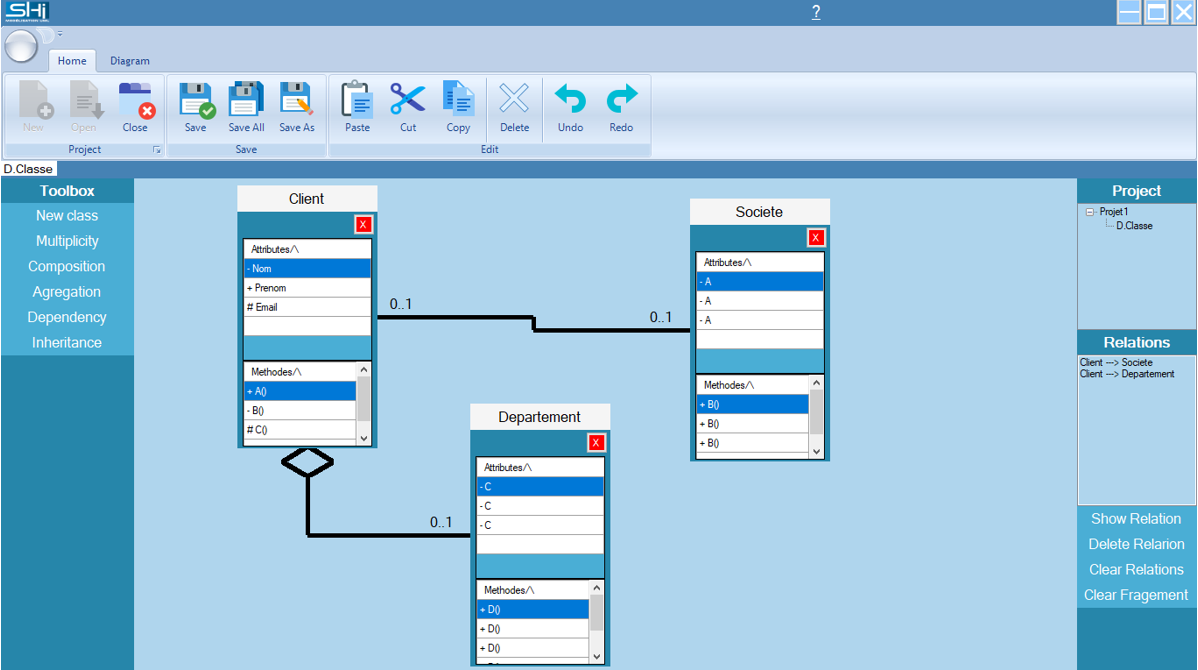 SHi
?
Home Diagram
New Open Close Save Save All Save As Paste Cut Copy Delete Undo Redo
Project Save Edit
D.Classe
Toolbox
New class
Multiplicity
Composition
Agregation
Dependency
Inheritance
Client
X
Attributes/\
- Nom
+ Prenom
# Email
Methodes/\
+ A()
- B()
# C()
0..1
0..1
Societe
X
Attributes/\
- A
- A
- A
Methodes/\
+ B()
+ B()
+ B()
Departement
X
Attributes/\
- C
- C
- C
Methodes/\
+ D()
+ D()
+ D()
0..1
Project
Projet1
D.Classe
Relations
Client ---> Societe
Client ---> Departement
Show Relation
Delete Relarion
Clear Relations
Clear Fragement